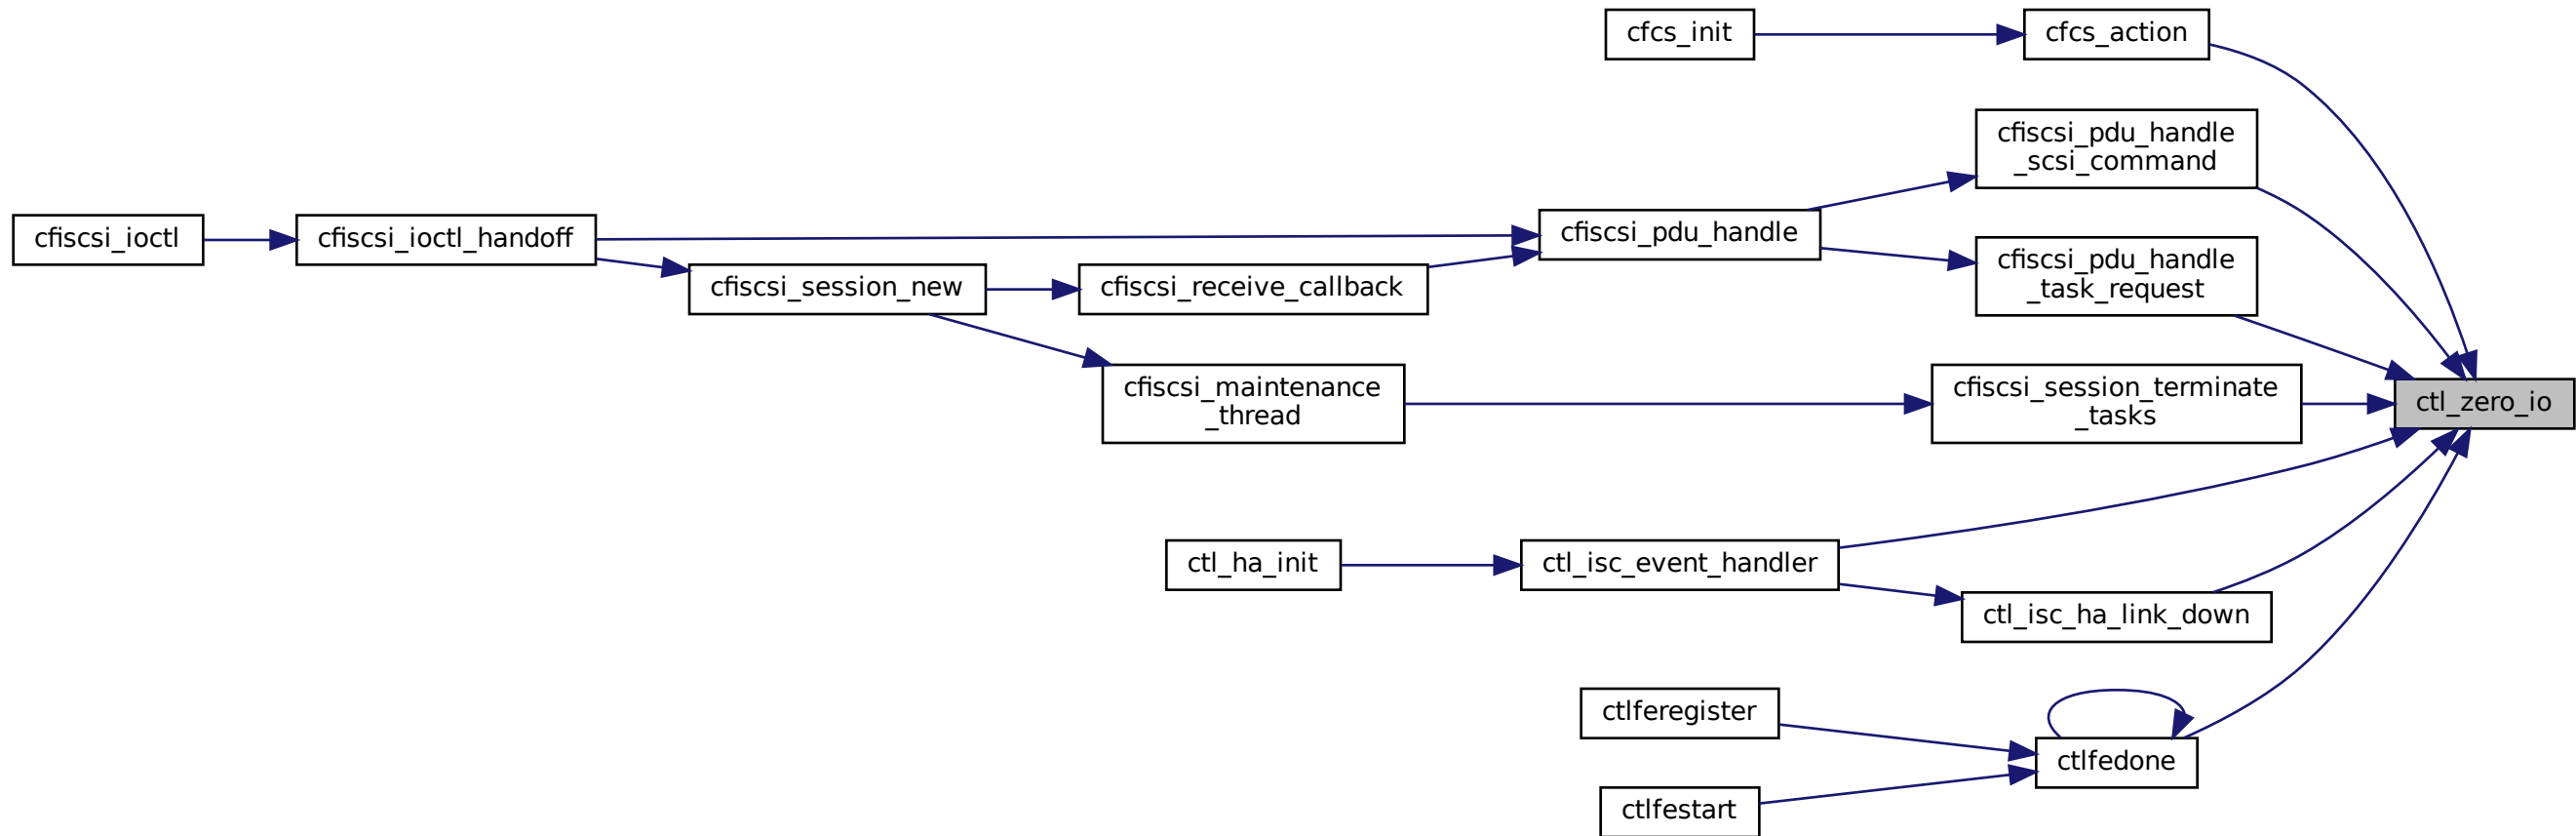 cfcs_init
cfcs_action
cfiscsi_pdu_handle
_scsi_command
cfiscsi_ioctl
cfiscsi_ioctl_handoff
cfiscsi_pdu_handle
cfiscsi_pdu_handle
_task_request
cfiscsi_session_new
cfiscsi_receive_callback
cfiscsi_maintenance
_thread
cfiscsi_session_terminate
_tasks
ctl_zero_io
ctl_ha_init
ctl_isc_event_handler
ctl_isc_ha_link_down
ctlferegister
ctlfedone
ctlfestart